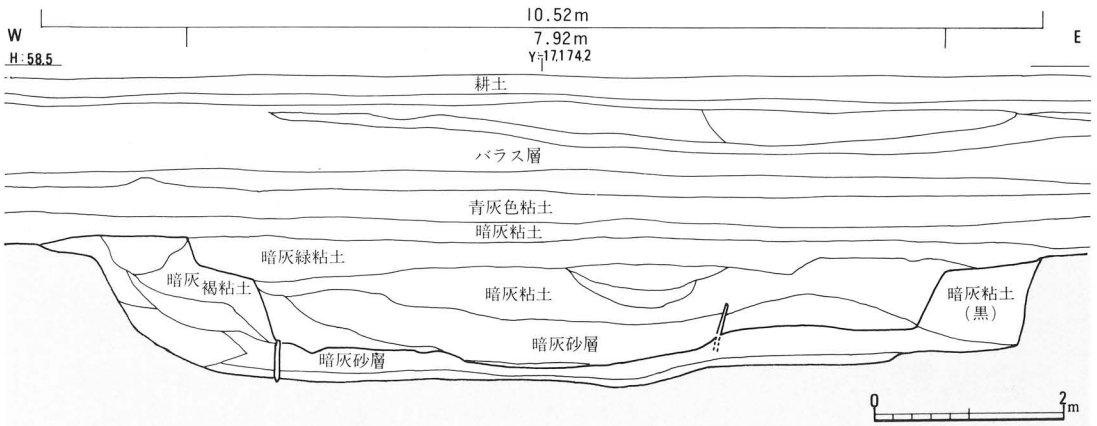 10.52m
W
7.92m
E
H:58.5
Y=17,174.2
耕土
バラス層
青灰色粘土
暗灰粘土
暗灰緑粘土
暗灰褐粘土
暗灰粘土
暗灰粘土
(黒)
暗灰砂層
暗灰砂層
0
2m